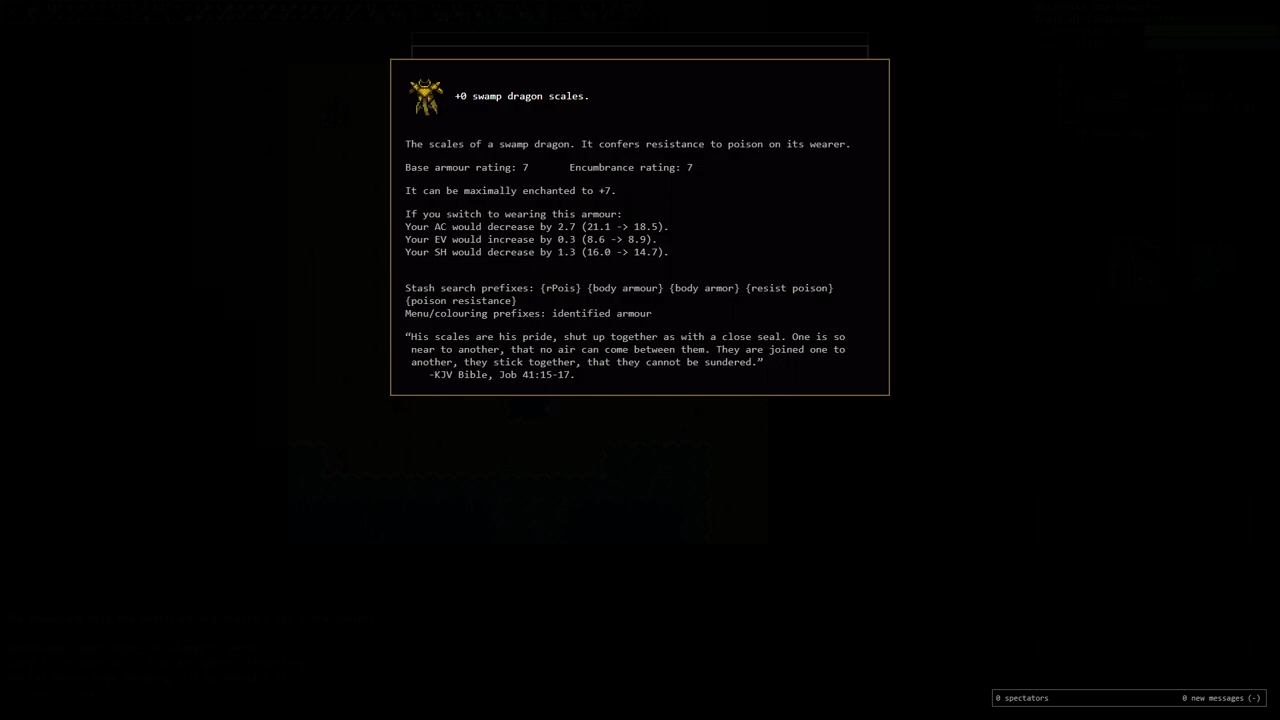 +0 swamp dragon scales.
The scales of a swamp dragon. It confers resistance to poison on its wearer.
Base armour rating: 7 Encumbrance rating: 7
It can be maximally enchanted to +7.
If you switch to wearing this armour:
Your AC would decrease by 2.7 (21.1 -> 18.5).
Your EV would increase by 0.3 (8.6 -> 8.9).
Your SH would decrease by 1.3 (16.0 -> 14.7).
Stash search prefixes: {rPois} {body armour} {body armor} {resist poison}
{poison resistance}
Menu/colouring prefixes: identified armour
“His scales are his pride, shut up together as with a close seal. One is so
near to another, that no air can come between them. They are joined one to
another, they stick together, that they cannot be sundered.”
-KJV Bible, Job 41:15-17.
0 spectators 0 new messages (-)